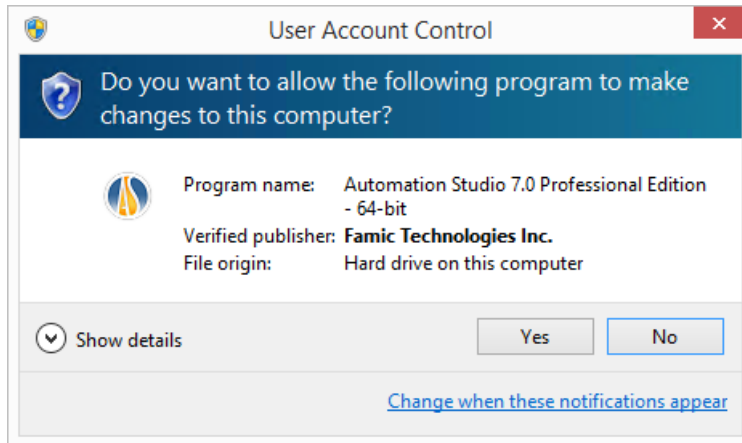 User Account Control
Do you want to allow the following program to make
changes to this computer?
Program name: Automation Studio 7.0 Professional Edition
- 64-bit
Verified publisher: Famic Technologies Inc.
File origin: Hard drive on this computer
Show details
Yes
No
Change when these notifications appear